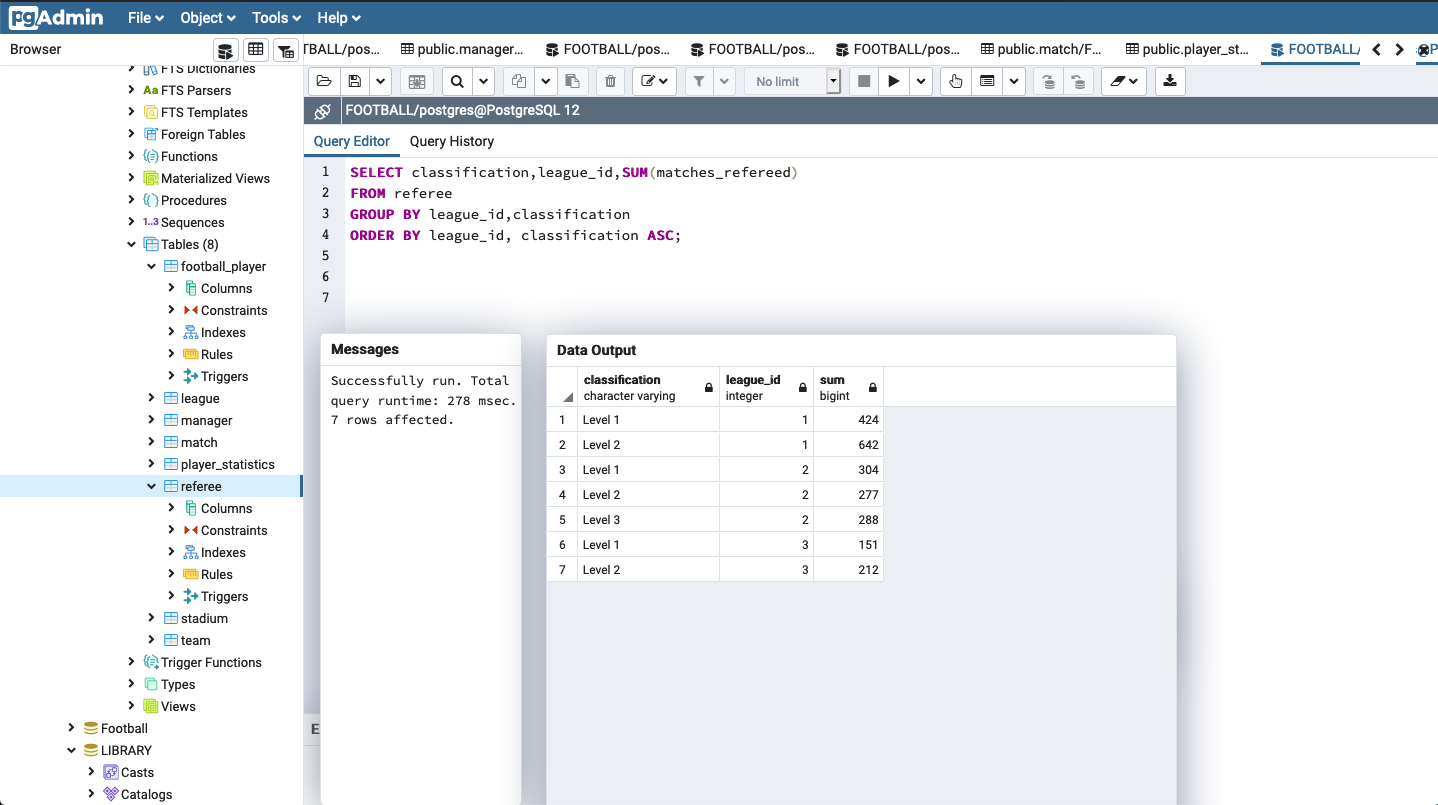 pgAdmin File Object Tools Help
Browser
TBALL/pos... public.manager... FOOTBALL/pos... FOOTBALL/pos... FOOTBALL/pos... public.match/F... public.player_st... FOOTBALL/
FTS Dictionaries
Aa FTS Parsers
FTS Templates
Foreign Tables
Functions
Materialized Views
Procedures
1..3 Sequences
Tables (8)
football_player
Columns
Constraints
Indexes
Rules
Triggers
league
manager
match
player_statistics
referee
Columns
Constraints
Indexes
Rules
Triggers
stadium
team
Trigger Functions
Types
Views
Football
LIBRARY
Casts
Catalogs
No limit
FOOTBALL/postgres@PostgreSQL 12
Query Editor Query History
1 SELECT classification,league_id,SUM(matches_refereed)
2 FROM referee
3 GROUP BY league_id,classification
4 ORDER BY league_id, classification ASC;
5
6
7
Messages
Successfully run. Total
query runtime: 278 msec.
7 rows affected.
Data Output
classification league_id sum
character varying integer bigint
1 Level 1 1 424
2 Level 2 1 642
3 Level 1 2 304
4 Level 2 2 277
5 Level 3 2 288
6 Level 1 3 151
7 Level 2 3 212